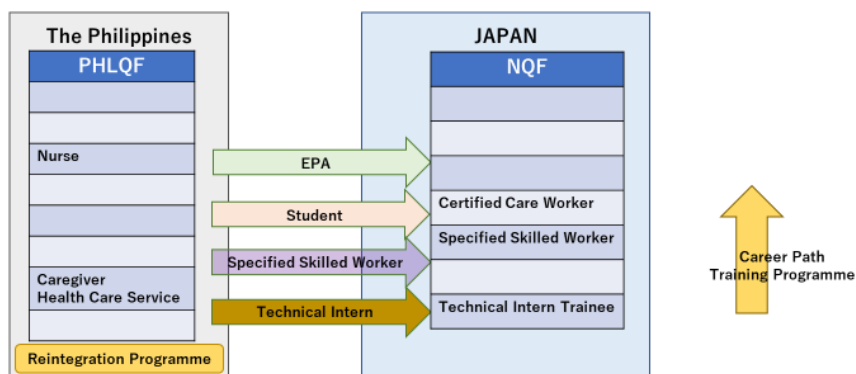 The Philippines
PHLQF
Nurse
Caregiver
Health Care Service
Reintegration Programme
EPA
Student
Specified Skilled Worker
Technical Intern
JAPAN
NQF
Certified Care Worker
Specified Skilled Worker
Technical Intern Trainee
Career Path
Training Programme